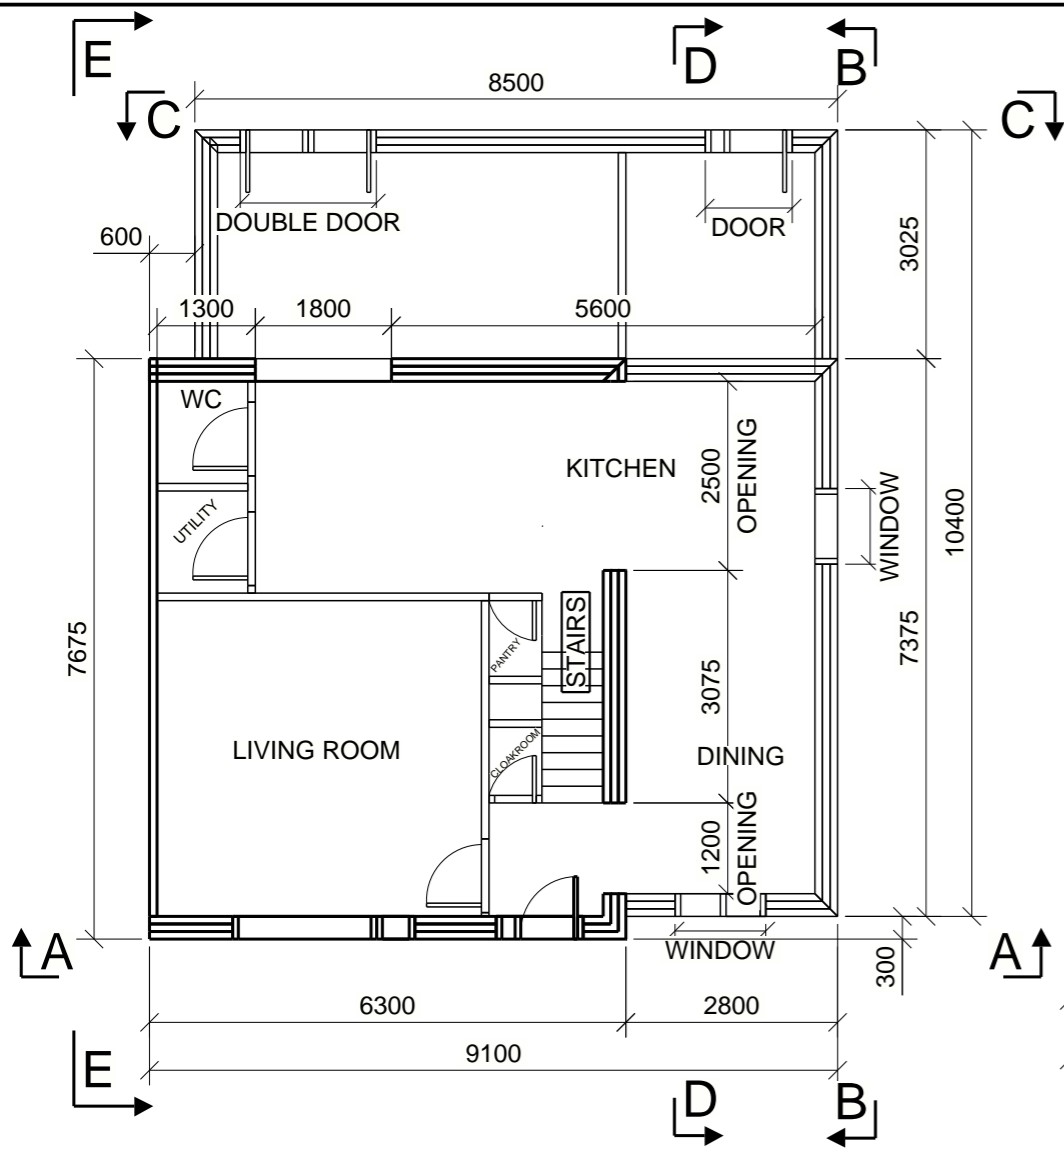 E
D
B
8500
C
C
DOUBLE DOOR
DOOR
600
3025
1300
1800
5600
WC
KITCHEN
2500
OPENING
UTILITY
WINDOW
10400
7675
STAIRS
PANTRY
7375
3075
LIVING ROOM
CLOAKROOM
DINING
1200
OPENING
A
WINDOW
300
A
6300
2800
9100
E
D
B